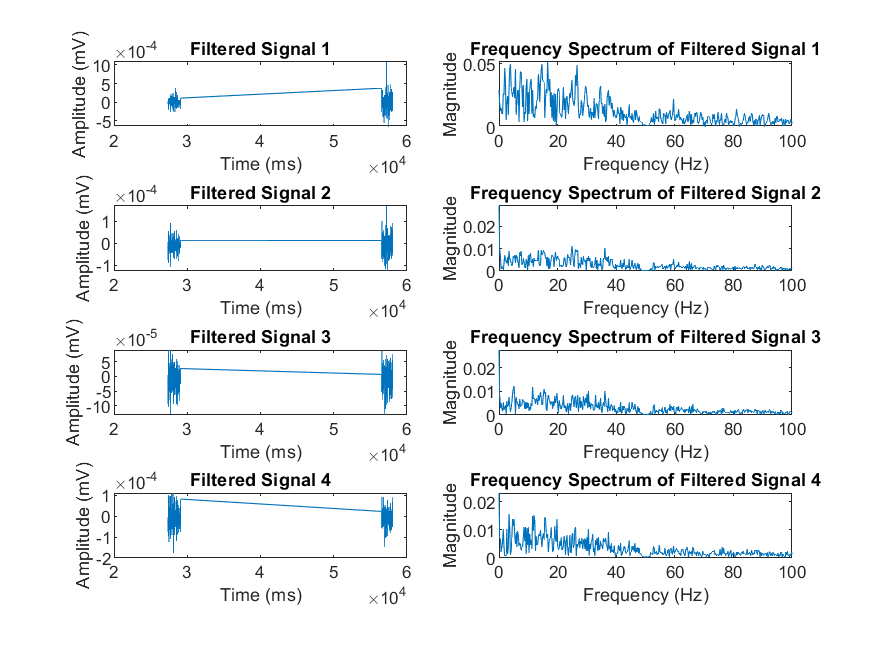 Filtered Signal 1
×10-4
Amplitude (mV)
10
5
0
-5
2 3 4 5 6
Time (ms)
×104
Frequency Spectrum of Filtered Signal 1
Magnitude
0.05
0
0 20 40 60 80 100
Frequency (Hz)
Filtered Signal 2
×10-4
Amplitude (mV)
1
0
-1
2 3 4 5 6
Time (ms)
×104
Frequency Spectrum of Filtered Signal 2
Magnitude
0.02
0.01
0
0 20 40 60 80 100
Frequency (Hz)
Filtered Signal 3
×10-5
Amplitude (mV)
5
0
-5
-10
2 3 4 5 6
Time (ms)
×104
Frequency Spectrum of Filtered Signal 3
Magnitude
0.02
0.01
0
0 20 40 60 80 100
Frequency (Hz)
Filtered Signal 4
×10-4
Amplitude (mV)
1
0
-1
-2
2 3 4 5 6
Time (ms)
×104
Frequency Spectrum of Filtered Signal 4
Magnitude
0.02
0.01
0
0 20 40 60 80 100
Frequency (Hz)